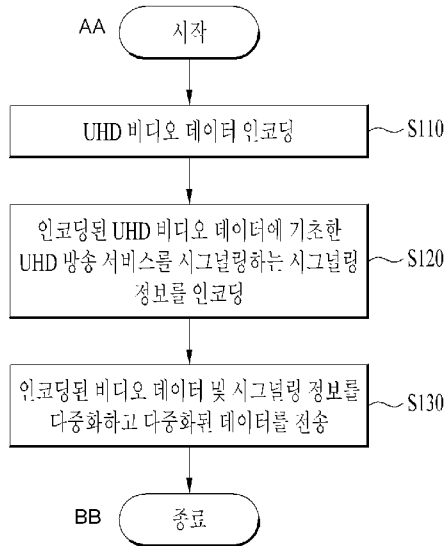 AA
시작
UHD 비디오 데이터 인코딩
S110
인코딩된 UHD 비디오 데이터에 기초한
UHD 방송 서비스를 시그널링하는 시그널링
정보를 인코딩
S120
인코딩된 비디오 데이터 및 시그널링 정보를
다중화하고 다중화된 데이터를 전송
S130
BB
종료